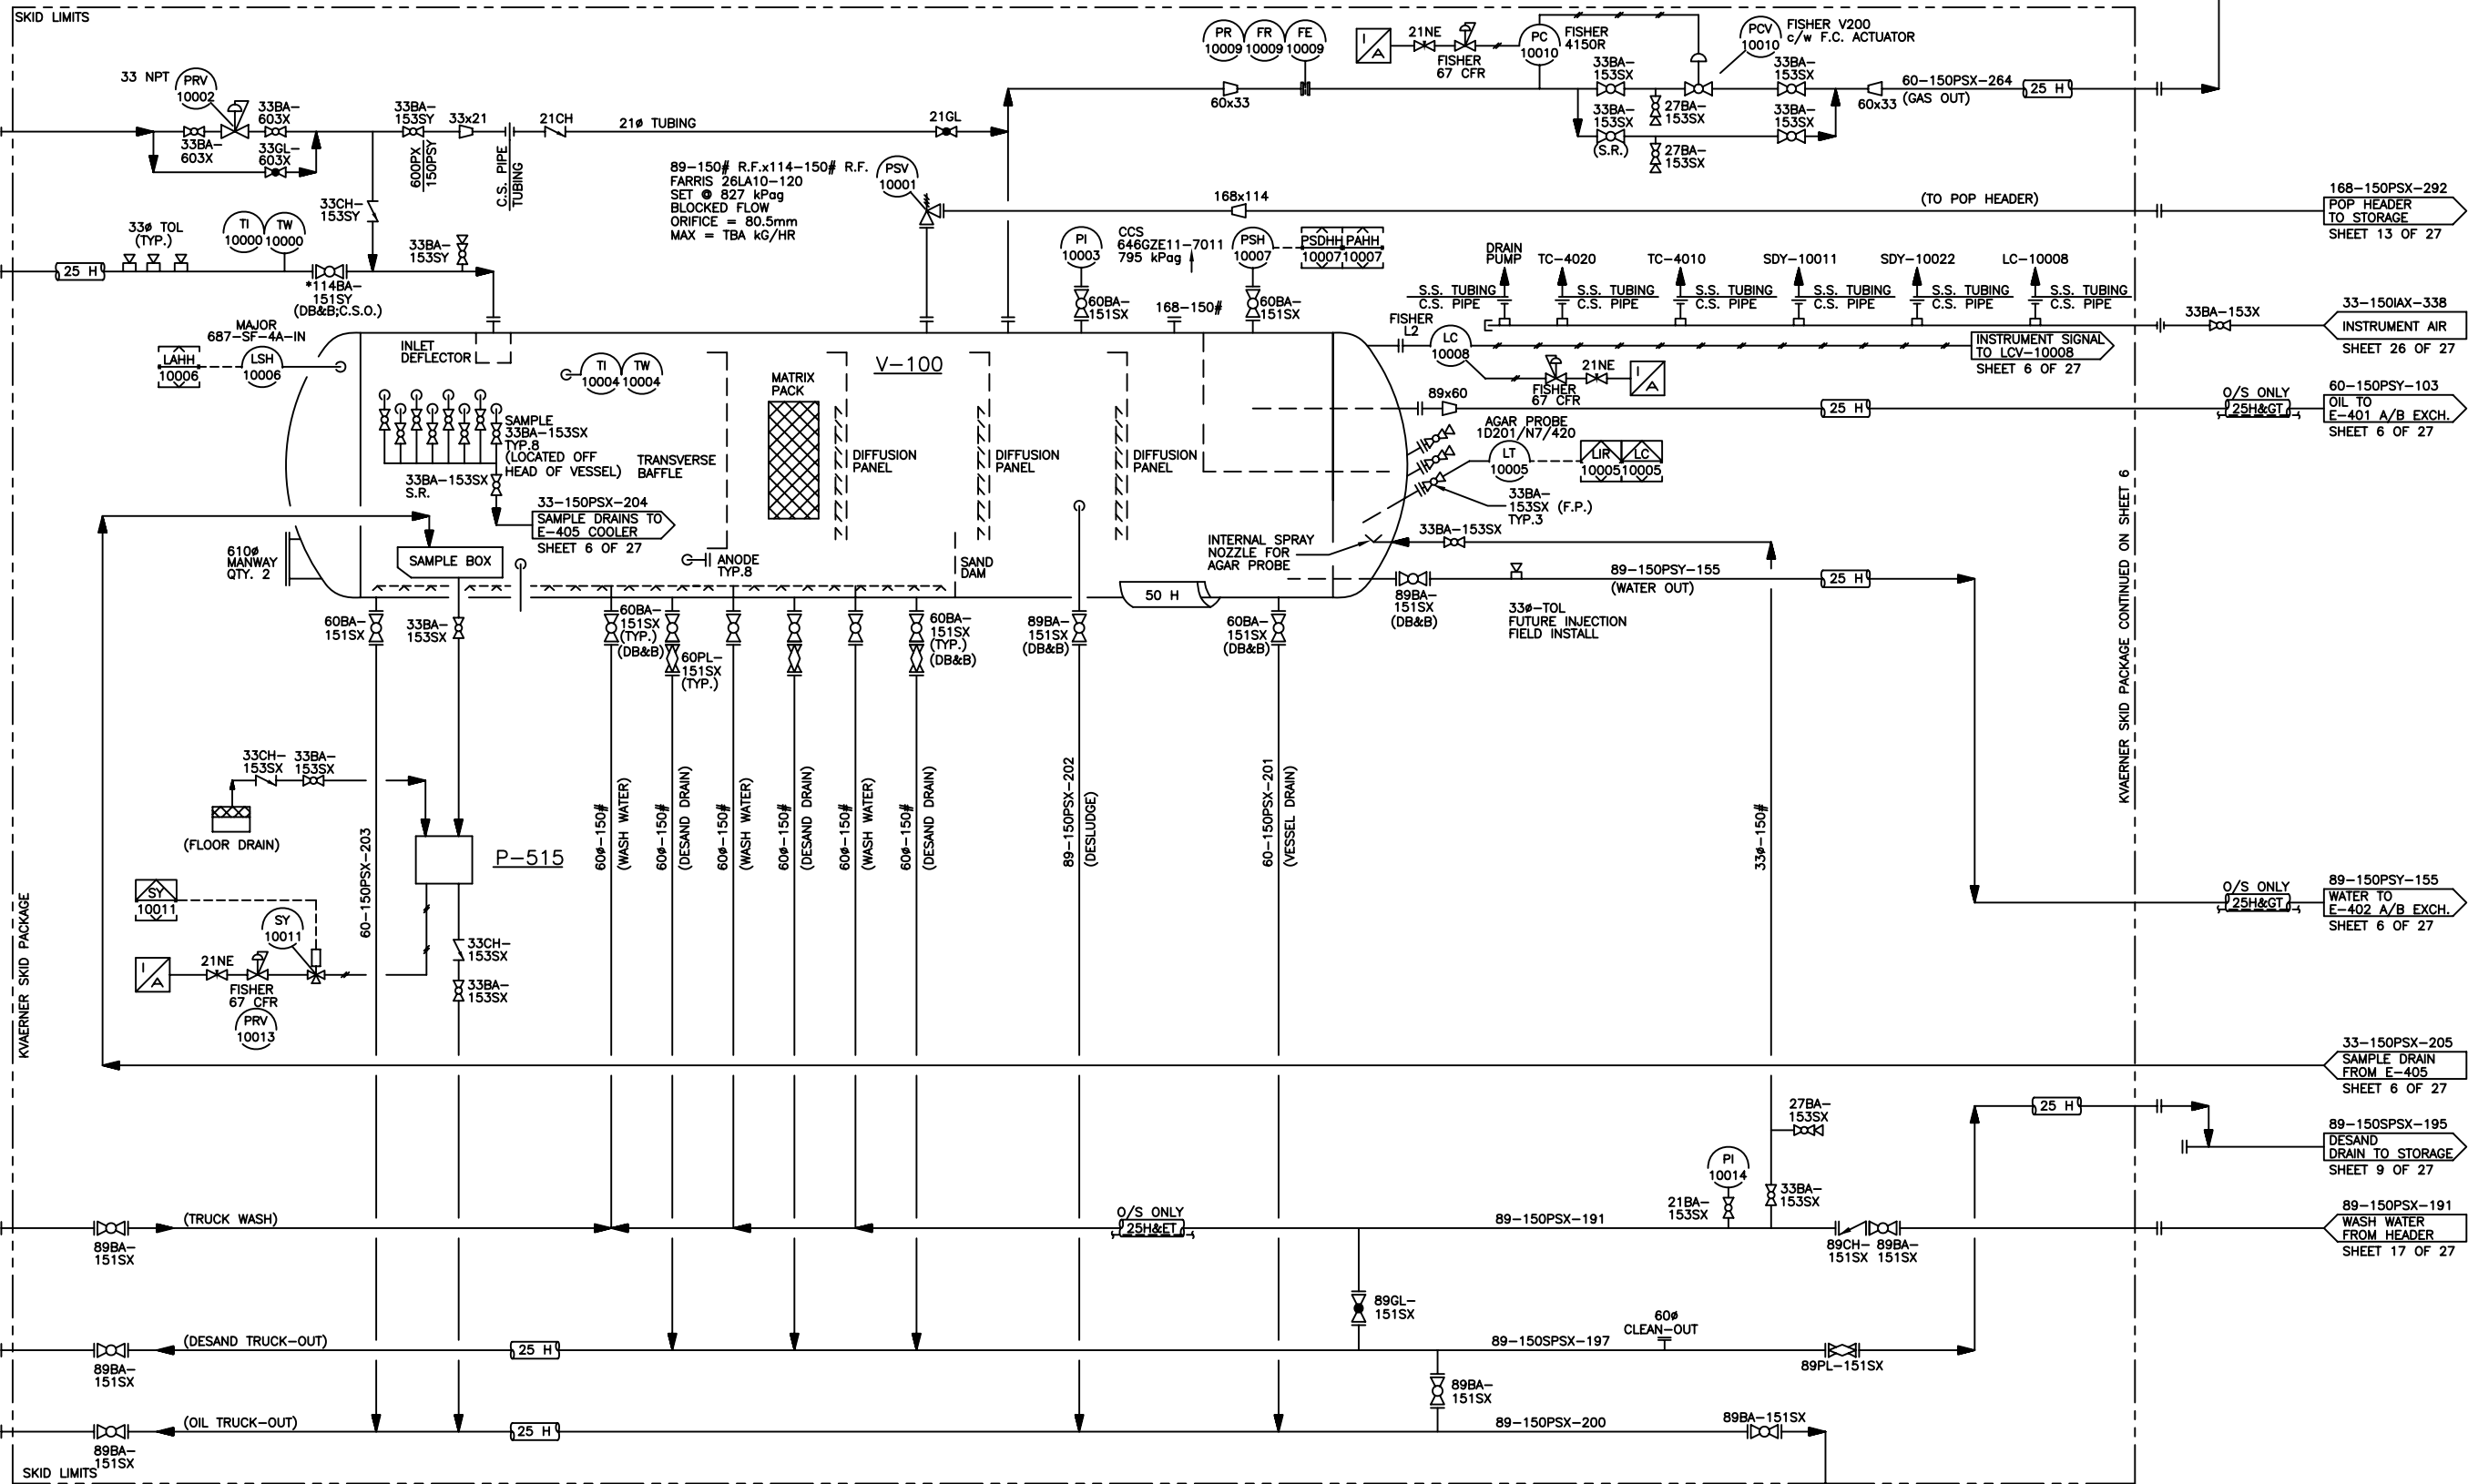 SKID LIMITS
33 NPT
PRV
10002
33BA-
603X
33BA-
603X
33GL-
603X
33BA-
153SY
33x21
600PX
150PSY
C.S. PIPE
TUBING
21CH
21ø TUBING
21GL
33CH-
153SY
33ø TOL
(TYP.)
TI
10000
TW
10000
25 H
*114BA-
151SY
(DB&B;C.S.O.)
33BA-
153SY
89-150# R.F.x114-150# R.F.
FARRIS 26LA10-120
SET @ 827 kPag
BLOCKED FLOW
ORIFICE = 80.5mm
MAX = TBA kG/HR
PSV
10001
168x114
(TO POP HEADER)
168-150PSX-292
POP HEADER
TO STORAGE
SHEET 13 OF 27
PR
10009
FR
10009
FE
10009
60x33
I
A
21NE
FISHER
67 CFR
PC
10010
FISHER
4150R
PCV
10010
FISHER V200
c/w F.C. ACTUATOR
33BA-
153SX
33BA-
153SX
27BA-
153SX
33BA-
153SX
33BA-
153SX
(S.R.)
27BA-
153SX
60x33
60-150PSX-264
(GAS OUT)
25 H
PI
10003
60BA-
151SX
CCS
646GZE11-7011
795 kPag
PSH
10007
PSDHH
10007
PAHH
10007
168-150#
60BA-
151SX
DRAIN
PUMP
TC-4020
TC-4010
SDY-10011
SDY-10022
LC-10008
S.S. TUBING
C.S. PIPE
S.S. TUBING
C.S. PIPE
S.S. TUBING
C.S. PIPE
S.S. TUBING
C.S. PIPE
S.S. TUBING
C.S. PIPE
S.S. TUBING
C.S. PIPE
33BA-153X
33-150IAX-338
INSTRUMENT AIR
SHEET 26 OF 27
FISHER
L2
LC
10008
INSTRUMENT SIGNAL
TO LCV-10008
SHEET 6 OF 27
FISHER
67 CFR
21NE
I
A
MAJOR
687-SF-4A-IN
LAHH
10006
LSH
10006
INLET
DEFLECTOR
TI
10004
TW
10004
V-100
MATRIX
PACK
SAMPLE
33BA-153SX
TYP.8
(LOCATED OFF
HEAD OF VESSEL)
33BA-153SX
S.R.
TRANSVERSE
BAFFLE
DIFFUSION
PANEL
DIFFUSION
PANEL
DIFFUSION
PANEL
33-150PSX-204
SAMPLE DRAINS TO
E-405 COOLER
SHEET 6 OF 27
89x60
25 H
O/S ONLY
25H&GT
60-150PSY-103
OIL TO
E-401 A/B EXCH.
SHEET 6 OF 27
AGAR PROBE
1D201/N7/420
LT
10005
LIR
10005
LC
10005
33BA-
153SX (F.P.)
TYP.3
33BA-153SX
INTERNAL SPRAY
NOZZLE FOR
AGAR PROBE
610ø
MANWAY
QTY. 2
SAMPLE BOX
ANODE
TYP.8
SAND
DAM
50 H
89BA-
151SX
(DB&B)
33ø-TOL
FUTURE INJECTION
FIELD INSTALL
89-150PSY-155
(WATER OUT)
25 H
KVAERNER SKID PACKAGE CONTINUED ON SHEET 6
60BA-
151SX
33BA-
153SX
60BA-
151SX
(TYP.)
(DB&B)
60PL-
151SX
(TYP.)
60BA-
151SX
(TYP.)
(DB&B)
89BA-
151SX
(DB&B)
60BA-
151SX
(DB&B)
33CH-
153SX
33BA-
153SX
(FLOOR DRAIN)
P-515
60-150PSX-203
60ø-150#
(WASH WATER)
60ø-150#
(DESAND DRAIN)
60ø-150#
(WASH WATER)
60ø-150#
(DESAND DRAIN)
60ø-150#
(WASH WATER)
60ø-150#
(DESAND DRAIN)
89-150PSX-202
(DESLUDGE)
60-150PSX-201
(VESSEL DRAIN)
33ø-150#
SY
10011
SY
10011
I
A
21NE
FISHER
67 CFR
PRV
10013
33CH-
153SX
33BA-
153SX
KVAERNER SKID PACKAGE
O/S ONLY
25H&GT
89-150PSY-155
WATER TO
E-402 A/B EXCH.
SHEET 6 OF 27
33-150PSX-205
SAMPLE DRAIN
FROM E-405
SHEET 6 OF 27
25 H
89-150SPSX-195
DESAND
DRAIN TO STORAGE
SHEET 9 OF 27
27BA-
153SX
PI
10014
21BA-
153SX
33BA-
153SX
(TRUCK WASH)
89BA-
151SX
O/S ONLY
25H&ET
89-150PSX-191
89CH-
151SX
89BA-
151SX
89-150PSX-191
WASH WATER
FROM HEADER
SHEET 17 OF 27
89GL-
151SX
(DESAND TRUCK-OUT)
89BA-
151SX
25 H
89-150SPSX-197
60ø
CLEAN-OUT
89PL-151SX
89BA-
151SX
(OIL TRUCK-OUT)
89BA-
151SX
25 H
89-150PSX-200
89BA-151SX
SKID LIMITS